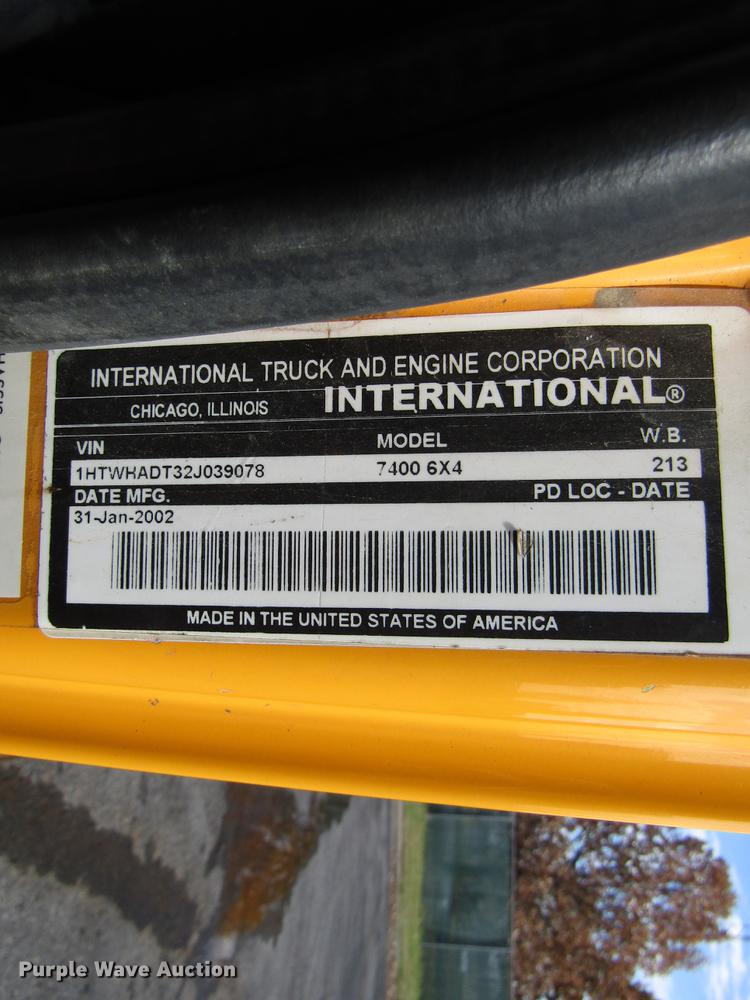 INTERNATIONAL TRUCK AND ENGINE CORPORATION
CHICAGO, ILLINOIS INTERNATIONAL®
VIN MODEL W.B.
1HTWHADT32J039078 7400 6X4 213
DATE MFG. PD LOC - DATE
31-Jan-2002
MADE IN THE UNITED STATES OF AMERICA
Purple Wave Auction